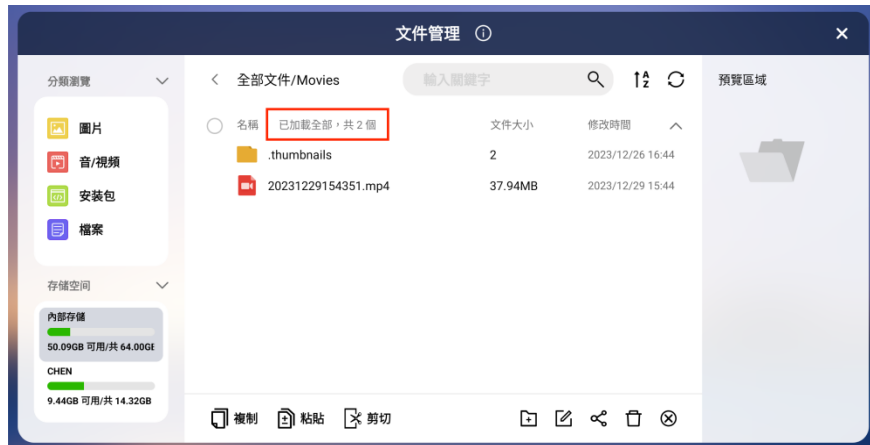 文件管理
分類瀏覽
圖片
音/視頻
安裝包
檔案
存儲空间
內部存儲
50.09GB 可用/共 64.00GE
CHEN
9.44GB 可用/共 14.32GB
全部文件/Movies
輸入關鍵字
名稱 已加載全部，共 2 個 文件大小 修改時間
.thumbnails 2 2023/12/26 16:44
20231229154351.mp4 37.94MB 2023/12/29 15:44
複制 粘貼 剪切
預覽區域